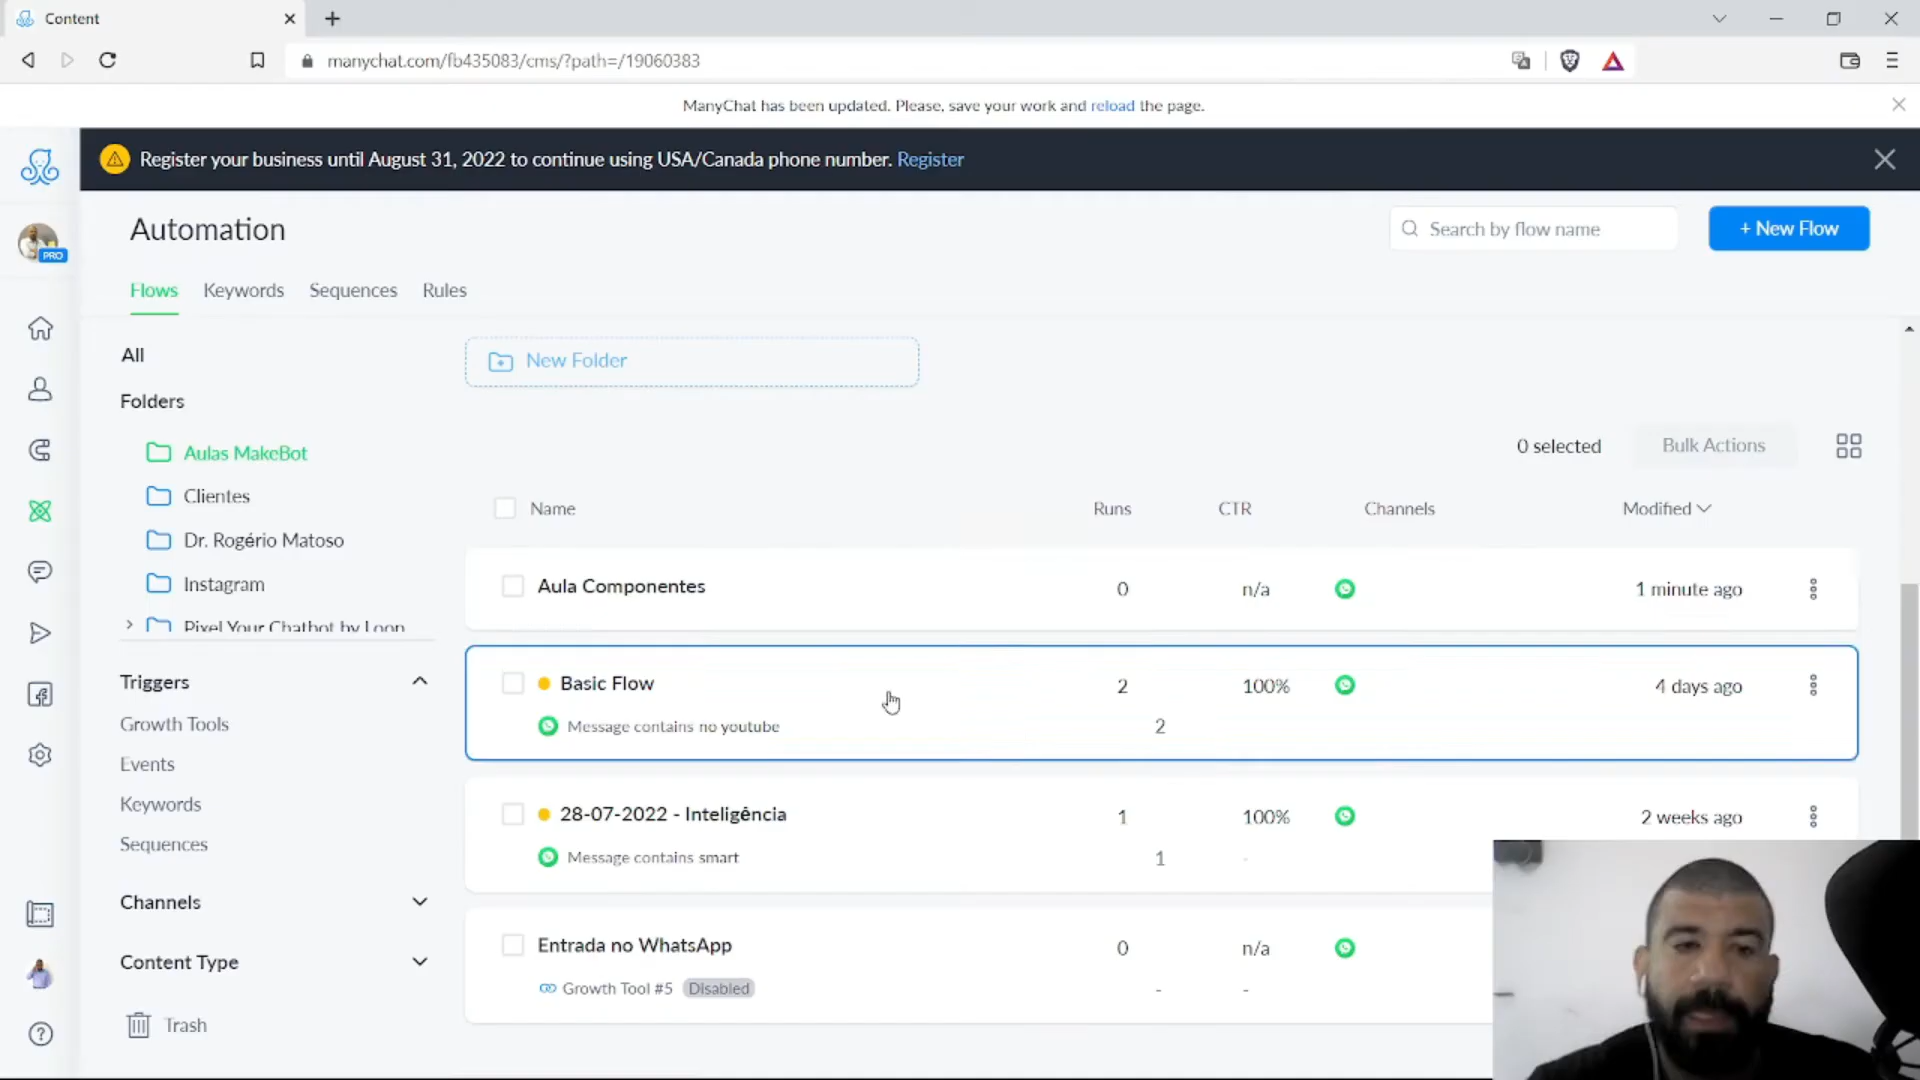 Content
manychat.com/fb435083/cms/?path=/19060383
ManyChat has been updated. Please, save your work and reload the page.
Register your business until August 31, 2022 to continue using USA/Canada phone number. Register
PRO
Automation
Search by flow name
+ New Flow
Flows Keywords Sequences Rules
All
New Folder
Folders
Aulas MakeBot
0 selected Bulk Actions
Clientes
Name Runs CTR Channels Modified
Dr. Rogério Matoso
Instagram
Aula Componentes 0 n/a 1 minute ago
Pixel Your Chatbot by Loop
Triggers
Basic Flow 2 100% 4 days ago
Growth Tools
Message contains no youtube 2
Events
Keywords
28-07-2022 - Inteligência 1 100% 2 weeks ago
Sequences
Message contains smart 1 -
Channels
Entrada no WhatsApp 0 n/a
Content Type
Growth Tool #5 Disabled - -
Trash